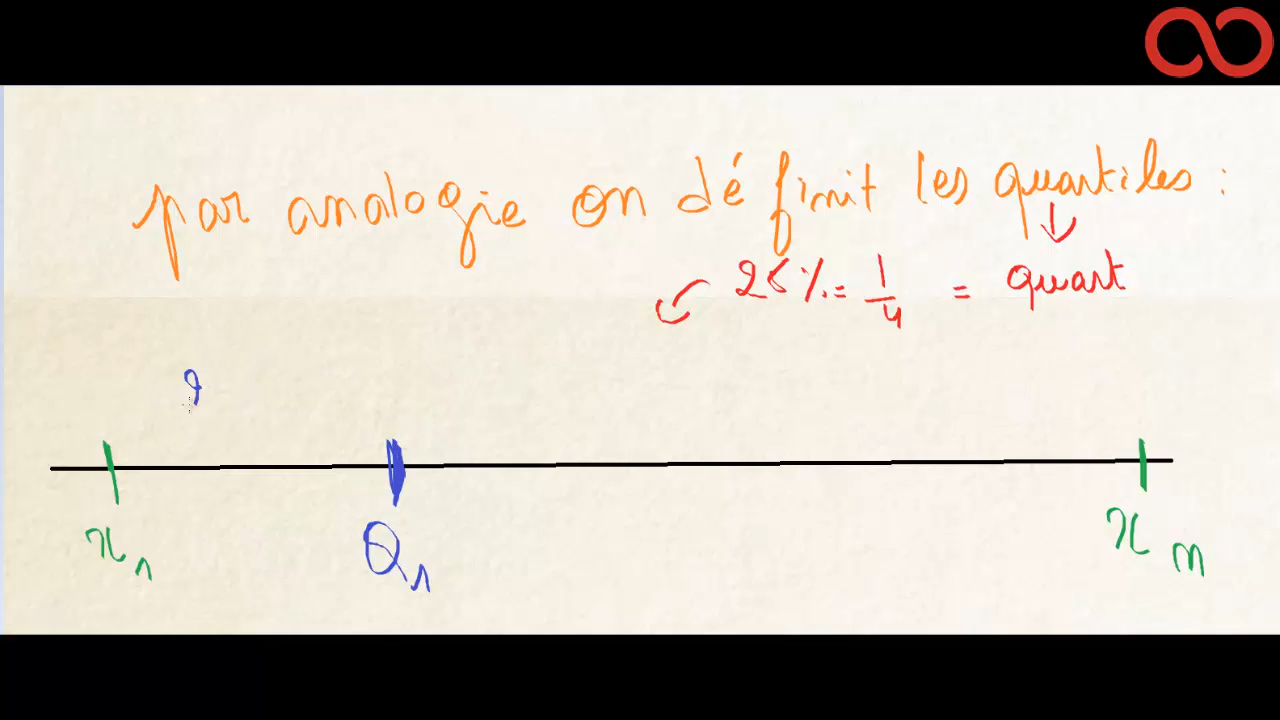 par analogie on définit les quartiles :
25 % = 1/4 = quart
x₁ Q₁ xₙ